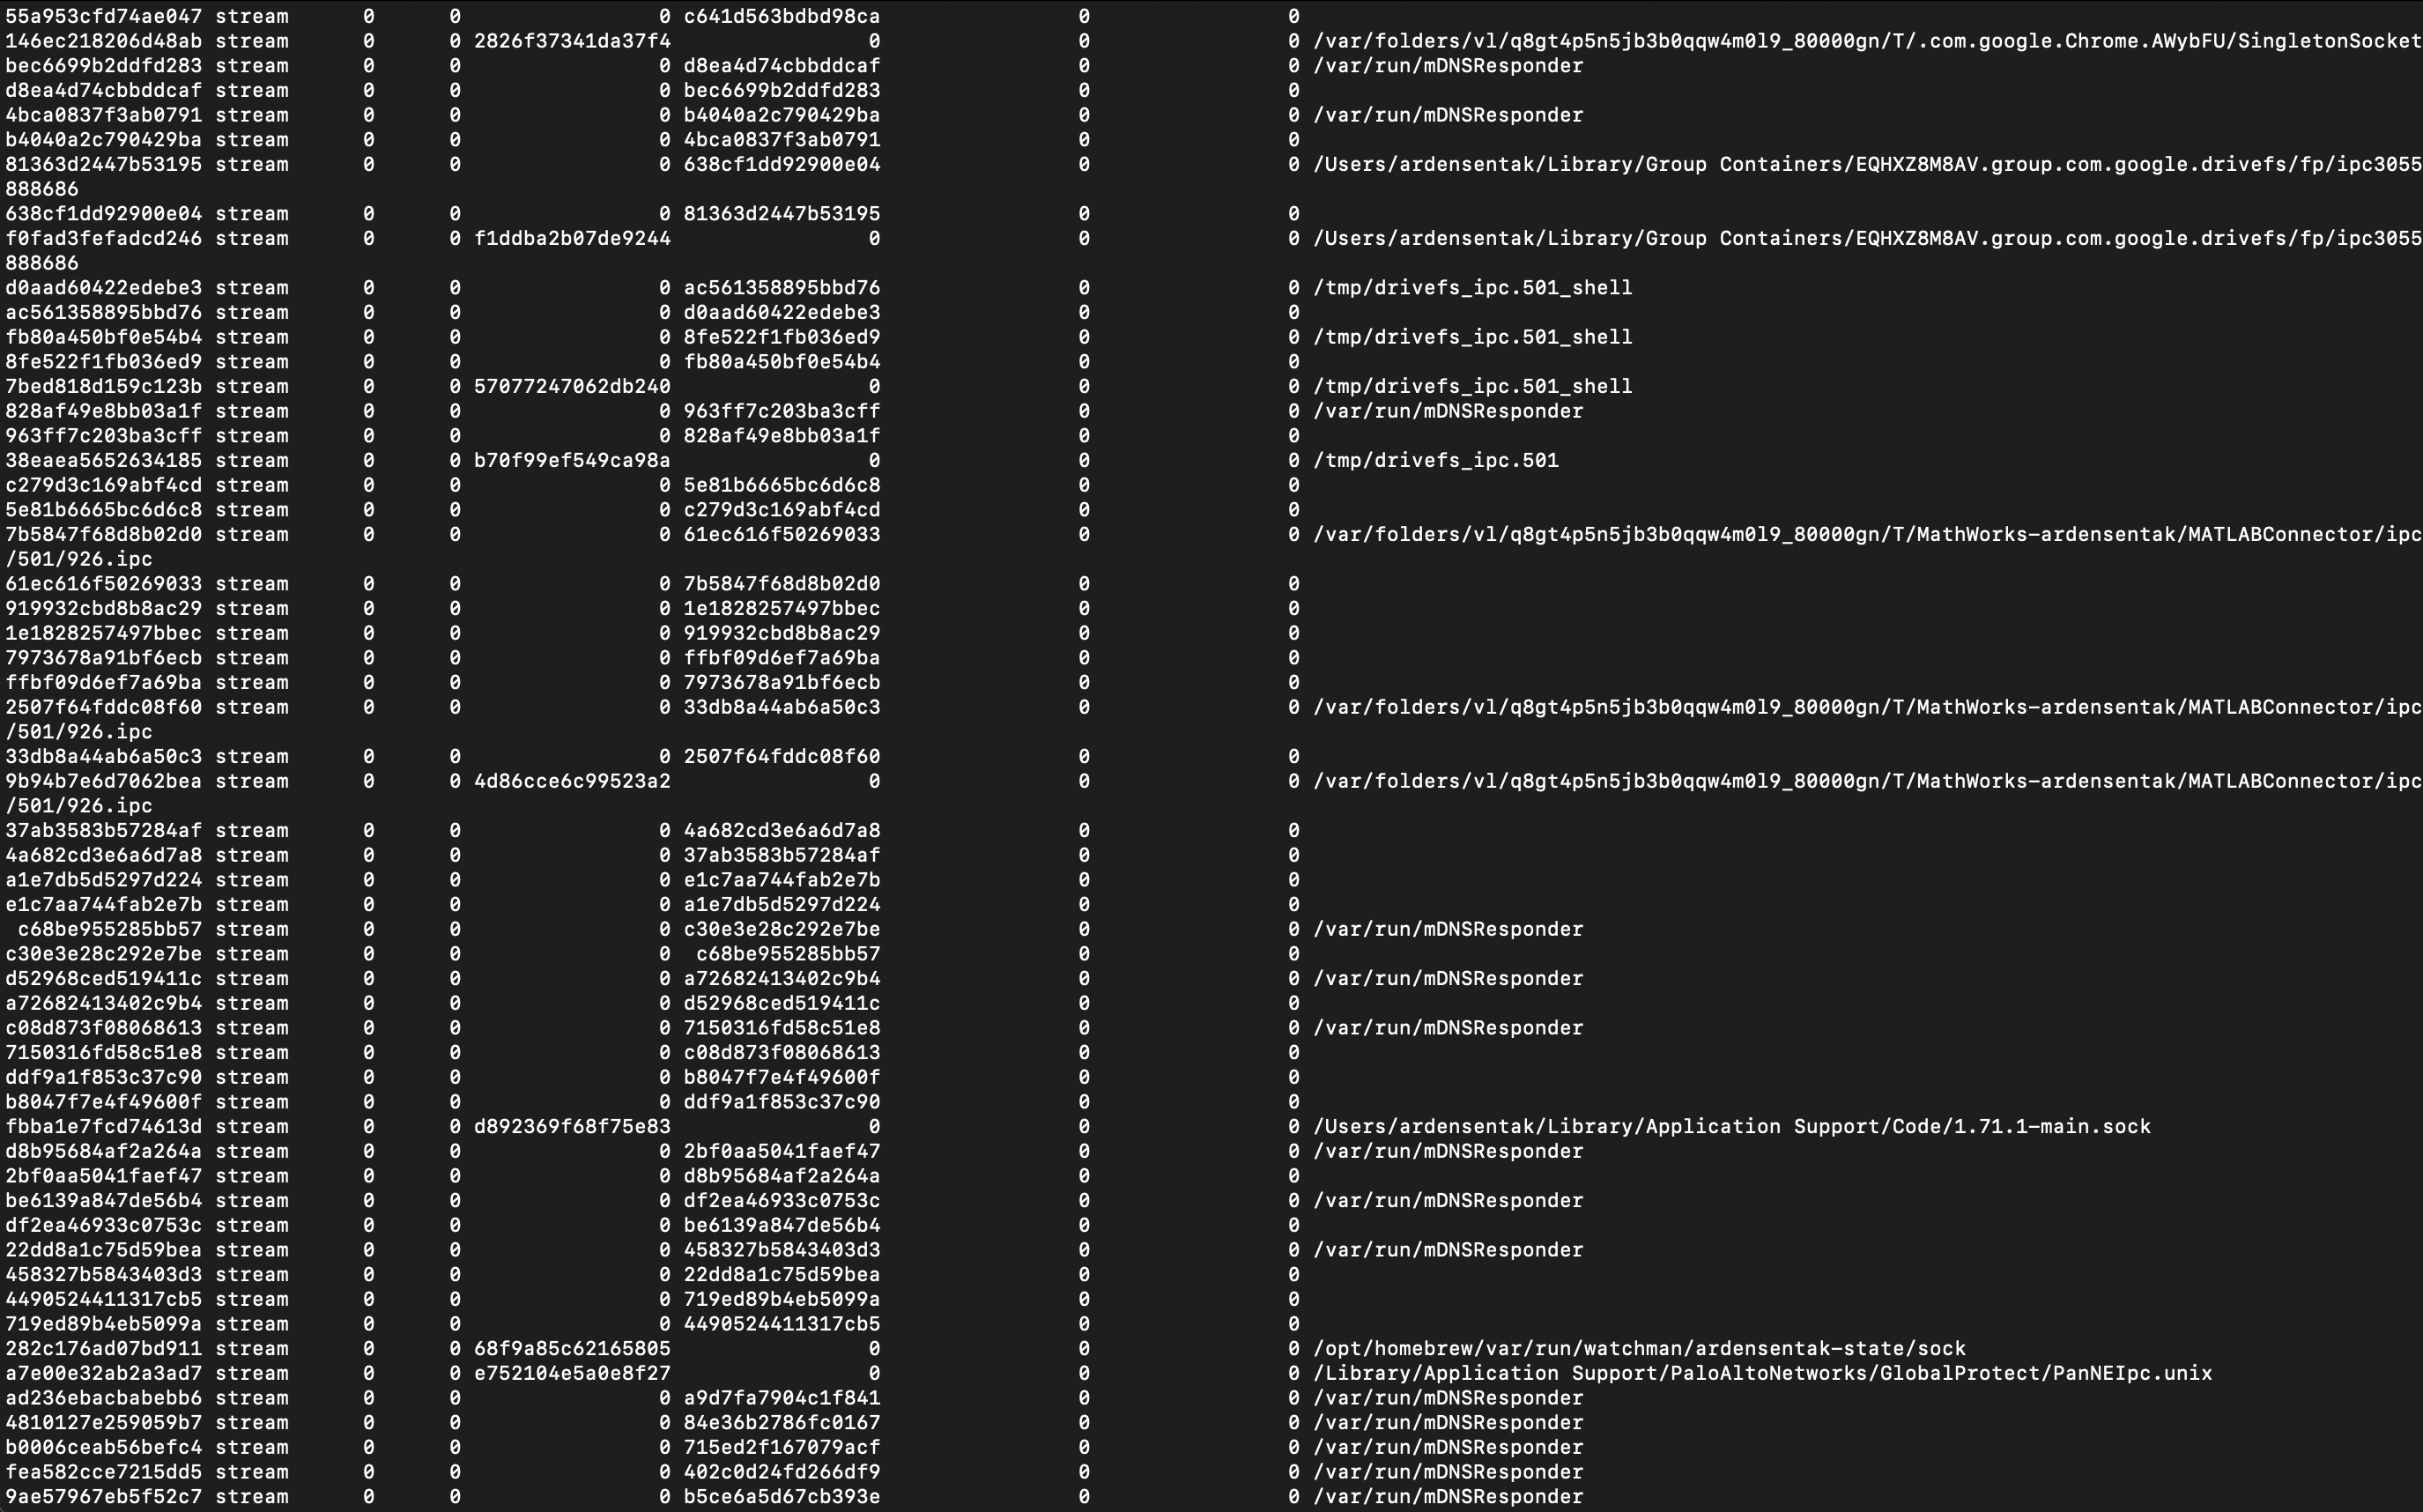 55a953cfd74ae047 stream 0 0 0 c641d563bdbd98ca 0 0
146ec218206d48ab stream 0 0 2826f37341da37f4 0 0 0 /var/folders/vl/q8gt4p5n5jb3b0qqw4m0l9_80000gn/T/.com.google.Chrome.AWybFU/SingletonSocket
bec6699b2ddfd283 stream 0 0 0 d8ea4d74cbbddcaf 0 0 /var/run/mDNSResponder
d8ea4d74cbbddcaf stream 0 0 0 bec6699b2ddfd283 0 0
4bca0837f3ab0791 stream 0 0 0 b4040a2c790429ba 0 0 /var/run/mDNSResponder
b4040a2c790429ba stream 0 0 0 4bca0837f3ab0791 0 0
81363d2447b53195 stream 0 0 0 638cf1dd92900e04 0 0 /Users/ardensentak/Library/Group Containers/EQHXZ8M8AV.group.com.google.drivefs/fp/ipc3055
888686
638cf1dd92900e04 stream 0 0 0 81363d2447b53195 0 0
f0fad3fefadcd246 stream 0 0 f1ddba2b07de9244 0 0 0 /Users/ardensentak/Library/Group Containers/EQHXZ8M8AV.group.com.google.drivefs/fp/ipc3055
888686
d0aad60422edebe3 stream 0 0 0 ac561358895bbd76 0 0 /tmp/drivefs_ipc.501_shell
ac561358895bbd76 stream 0 0 0 d0aad60422edebe3 0 0
fb80a450bf0e54b4 stream 0 0 0 8fe522f1fb036ed9 0 0 /tmp/drivefs_ipc.501_shell
8fe522f1fb036ed9 stream 0 0 0 fb80a450bf0e54b4 0 0
7bed818d159c123b stream 0 0 57077247062db240 0 0 0 /tmp/drivefs_ipc.501_shell
828af49e8bb03a1f stream 0 0 0 963ff7c203ba3cff 0 0 /var/run/mDNSResponder
963ff7c203ba3cff stream 0 0 0 828af49e8bb03a1f 0 0
38eaea5652634185 stream 0 0 b70f99ef549ca98a 0 0 0 /tmp/drivefs_ipc.501
c279d3c169abf4cd stream 0 0 0 5e81b6665bc6d6c8 0 0
5e81b6665bc6d6c8 stream 0 0 0 c279d3c169abf4cd 0 0
7b5847f68d8b02d0 stream 0 0 0 61ec616f50269033 0 0 /var/folders/vl/q8gt4p5n5jb3b0qqw4m0l9_80000gn/T/MathWorks-ardensentak/MATLABConnector/ipc
/501/926.ipc
61ec616f50269033 stream 0 0 0 7b5847f68d8b02d0 0 0
919932cbd8b8ac29 stream 0 0 0 1e1828257497bbec 0 0
1e1828257497bbec stream 0 0 0 919932cbd8b8ac29 0 0
7973678a91bf6ecb stream 0 0 0 ffbf09d6ef7a69ba 0 0
ffbf09d6ef7a69ba stream 0 0 0 7973678a91bf6ecb 0 0
2507f64fddc08f60 stream 0 0 0 33db8a44ab6a50c3 0 0 /var/folders/vl/q8gt4p5n5jb3b0qqw4m0l9_80000gn/T/MathWorks-ardensentak/MATLABConnector/ipc
/501/926.ipc
33db8a44ab6a50c3 stream 0 0 0 2507f64fddc08f60 0 0
9b94b7e6d7062bea stream 0 0 4d86cce6c99523a2 0 0 0 /var/folders/vl/q8gt4p5n5jb3b0qqw4m0l9_80000gn/T/MathWorks-ardensentak/MATLABConnector/ipc
/501/926.ipc
37ab3583b57284af stream 0 0 0 4a682cd3e6a6d7a8 0 0
4a682cd3e6a6d7a8 stream 0 0 0 37ab3583b57284af 0 0
a1e7db5d5297d224 stream 0 0 0 e1c7aa744fab2e7b 0 0
e1c7aa744fab2e7b stream 0 0 0 a1e7db5d5297d224 0 0
c68be955285bb57 stream 0 0 0 c30e3e28c292e7be 0 0 /var/run/mDNSResponder
c30e3e28c292e7be stream 0 0 0 c68be955285bb57 0 0
d52968ced519411c stream 0 0 0 a72682413402c9b4 0 0 /var/run/mDNSResponder
a72682413402c9b4 stream 0 0 0 d52968ced519411c 0 0
c08d873f08068613 stream 0 0 0 7150316fd58c51e8 0 0 /var/run/mDNSResponder
7150316fd58c51e8 stream 0 0 0 c08d873f08068613 0 0
ddf9a1f853c37c90 stream 0 0 0 b8047f7e4f49600f 0 0
b8047f7e4f49600f stream 0 0 0 ddf9a1f853c37c90 0 0
fbba1e7fcd74613d stream 0 0 d892369f68f75e83 0 0 0 /Users/ardensentak/Library/Application Support/Code/1.71.1-main.sock
d8b95684af2a264a stream 0 0 0 2bf0aa5041faef47 0 0 /var/run/mDNSResponder
2bf0aa5041faef47 stream 0 0 0 d8b95684af2a264a 0 0
be6139a847de56b4 stream 0 0 0 df2ea46933c0753c 0 0 /var/run/mDNSResponder
df2ea46933c0753c stream 0 0 0 be6139a847de56b4 0 0
22dd8a1c75d59bea stream 0 0 0 458327b5843403d3 0 0 /var/run/mDNSResponder
458327b5843403d3 stream 0 0 0 22dd8a1c75d59bea 0 0
4490524411317cb5 stream 0 0 0 719ed89b4eb5099a 0 0
719ed89b4eb5099a stream 0 0 0 4490524411317cb5 0 0
282c176ad07bd911 stream 0 0 68f9a85c62165805 0 0 0 /opt/homebrew/var/run/watchman/ardensentak-state/sock
a7e00e32ab2a3ad7 stream 0 0 e752104e5a0e8f27 0 0 0 /Library/Application Support/PaloAltoNetworks/GlobalProtect/PanNEIpc.unix
ad236ebacbabebb6 stream 0 0 0 a9d7fa7904c1f841 0 0 /var/run/mDNSResponder
4810127e259059b7 stream 0 0 0 84e36b2786fc0167 0 0 /var/run/mDNSResponder
b0006ceab56befc4 stream 0 0 0 715ed2f167079acf 0 0 /var/run/mDNSResponder
fea582cce7215dd5 stream 0 0 0 402c0d24fd266df9 0 0 /var/run/mDNSResponder
9ae57967eb5f52c7 stream 0 0 0 b5ce6a5d67cb393e 0 0 /var/run/mDNSResponder